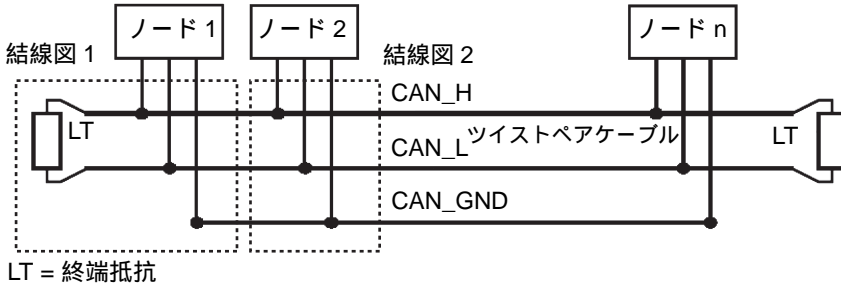 ノード 1
ノード 2
ノード n
結線図 1
結線図 2
CAN_H
LT
ツイストペアケーブル
LT
CAN_L
CAN_GND
LT = 終端抵抗